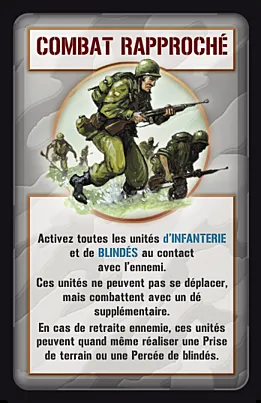 COMBAT RAPPROCHÉ
Activez toutes les unités d'INFANTERIE
et de BLINDÉS au contact
avec l'ennemi.
Ces unités ne peuvent pas se déplacer,
mais combattent avec un dé
supplémentaire.
En cas de retraite ennemie, ces unités
peuvent quand même réaliser une Prise
de terrain ou une Percée de blindés.